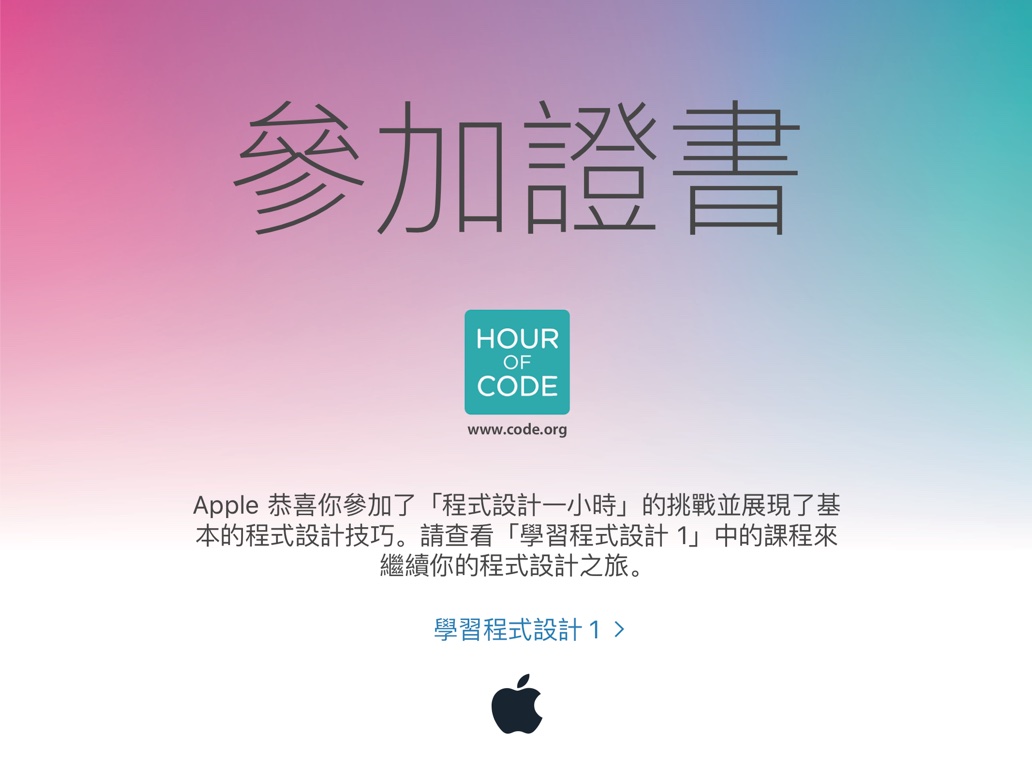 參加證書
HOUR
OF
CODE
www.code.org
Apple 恭喜你參加了「程式設計一小時」的挑戰並展現了基
本的程式設計技巧。請查看「學習程式設計 1」中的課程來
繼續你的程式設計之旅。
學習程式設計 1 >